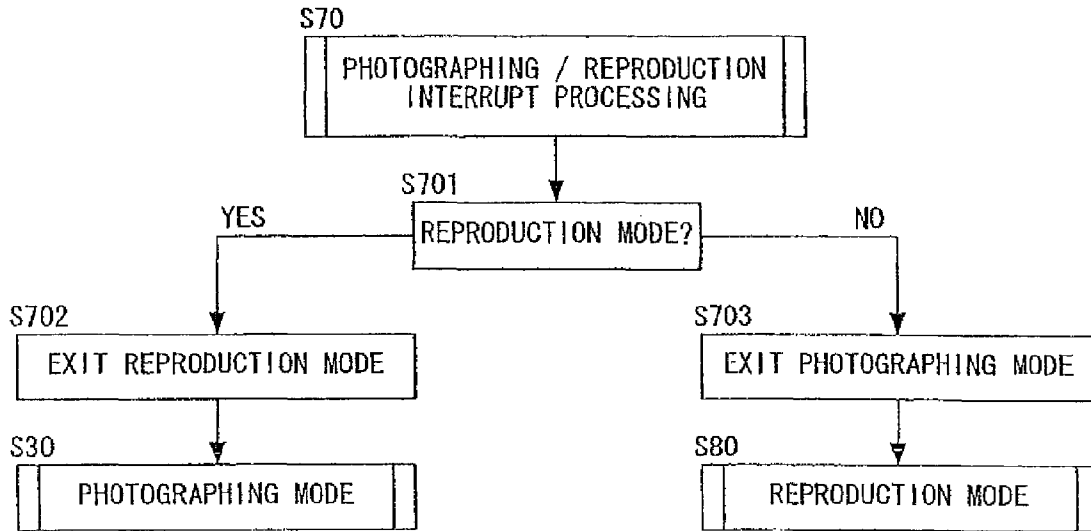 S70
PHOTOGRAPHING / REPRODUCTION
INTERRUPT PROCESSING
S701
REPRODUCTION MODE?
YES
NO
S702
EXIT REPRODUCTION MODE
S703
EXIT PHOTOGRAPHING MODE
S30
PHOTOGRAPHING MODE
S80
REPRODUCTION MODE